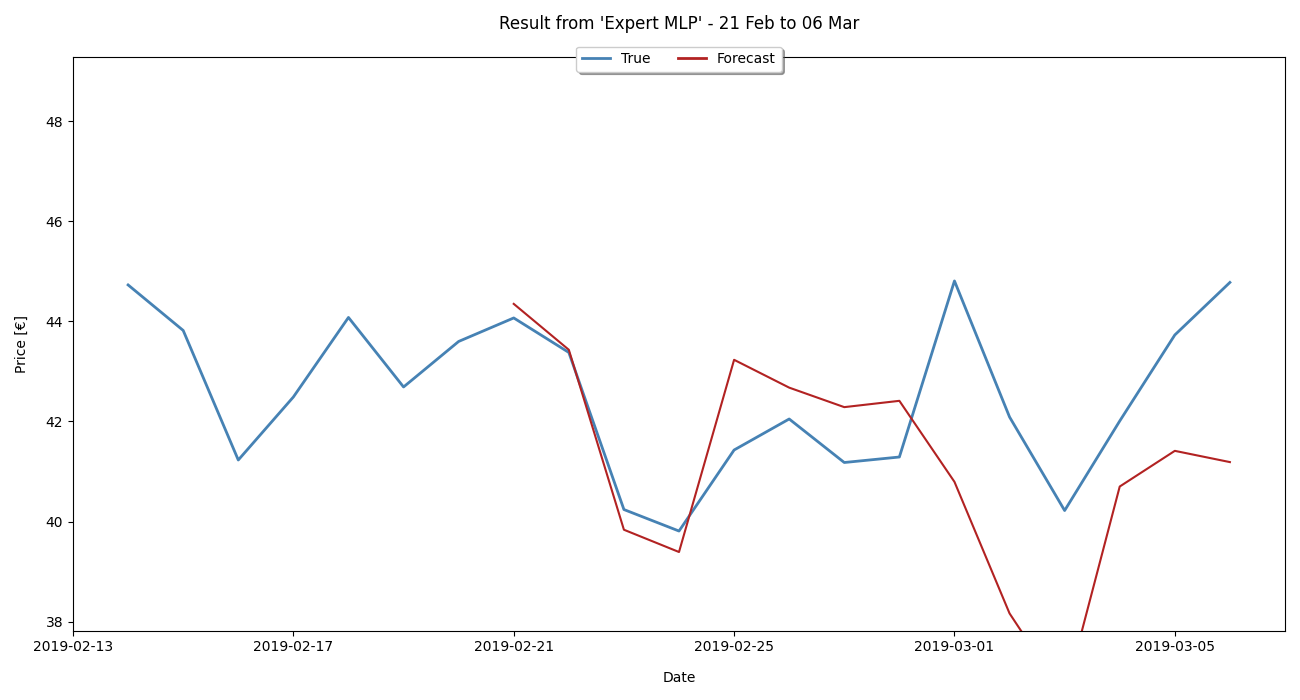 Result from 'Expert MLP' - 21 Feb to 06 Mar
True Forecast
Price [€]
48
46
44
42
40
38
2019-02-13 2019-02-17 2019-02-21 2019-02-25 2019-03-01 2019-03-05
Date